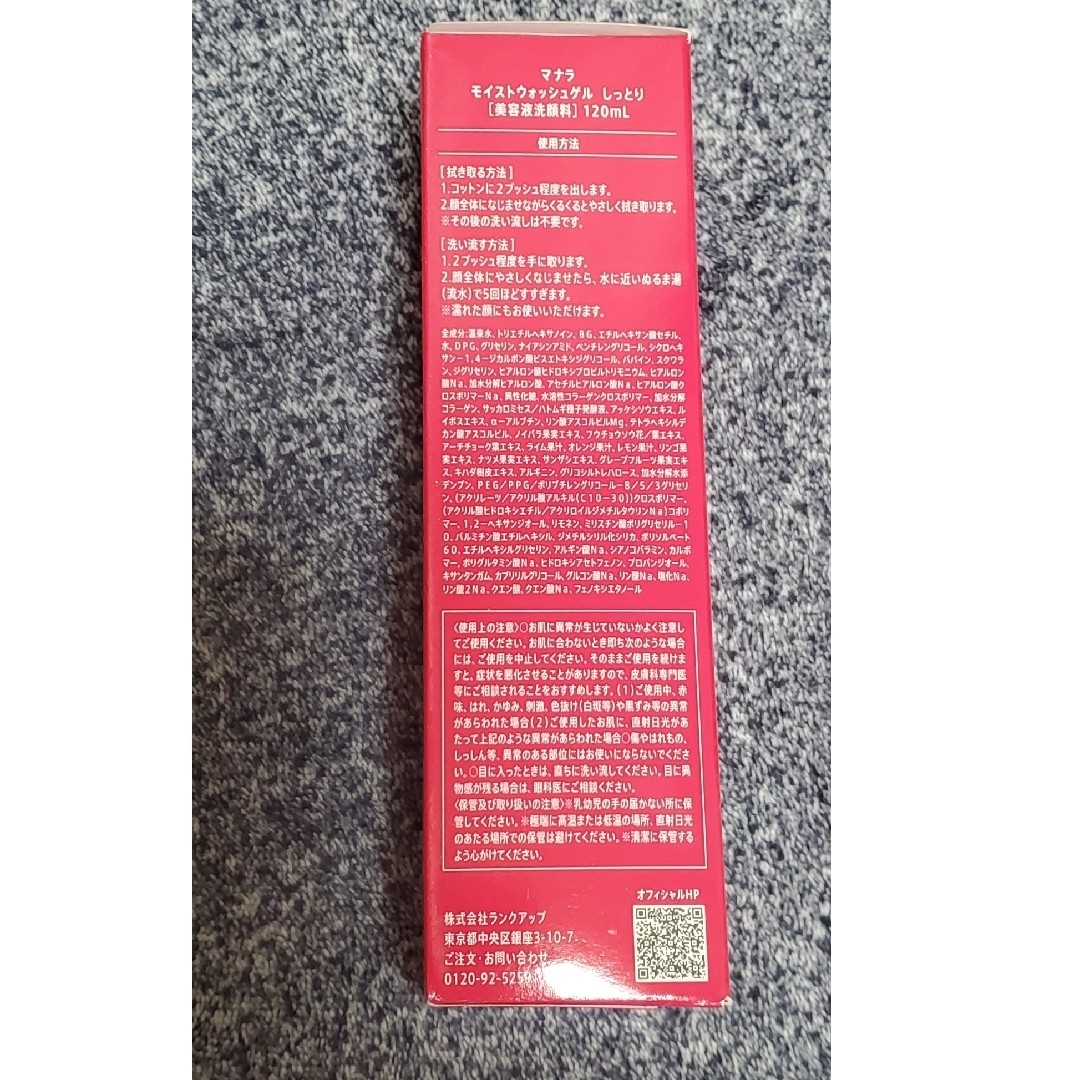 マナラ
モイストウォッシュゲル しっとり
[美容液洗顔料] 120mL
使用方法
[拭き取る方法]
1.コットンに2プッシュ程度を出します。
2.顔全体になじませながらくるくるとやさしく拭き取ります。
※その後の洗い流しは不要です。
[洗い流す方法]
1.2プッシュ程度を手に取ります。
2.顔全体にやさしくなじませたら、水に近いぬるま湯
(流水)で5回ほどすすぎます。
※濡れた顔にもお使いいただけます。
全成分:温泉水、トリエチルヘキサノイン、BG、エチルヘキサン酸セチル、
水、DPG、グリセリン、ナイアシンアミド、ペンチレングリコール、シクロヘキ
サン-1,4-ジカルボン酸ビスエトキシジグリコール、パパイン、スクワラ
ン、ジグリセリン、ヒアルロン酸ヒドロキシプロピルトリモニウム、ヒアルロン
酸Na、加水分解ヒアルロン酸、アセチルヒアルロン酸Na、ヒアルロン酸ク
ロスポリマーNa、異性化糖、水溶性コラーゲンクロスポリマー、加水分解
コラーゲン、サッカロミセス/ハトムギ種子発酵液、アッケシソウエキス、ル
イボスエキス、α-アルブチン、リン酸アスコルビルMg、テトラヘキシルデ
カン酸アスコルビル、ノイバラ果実エキス、フウチョウソウ花/葉エキス、
アーチチョーク葉エキス、ライム果汁、オレンジ果汁、レモン果汁、リンゴ果
実エキス、ナツメ果実エキス、サンザシエキス、グレープフルーツ果実エキ
ス、キハダ樹皮エキス、アルギニン、グリコシルトレハロース、加水分解水添
デンプン、PEG/PPG/ポリブチレングリコール-8/5/3グリセリ
ン、(アクリレーツ/アクリル酸アルキル(C10-30))クロスポリマー、
(アクリル酸ヒドロキシエチル/アクリロイルジメチルタウリンNa)コポリ
マー、1,2-ヘキサンジオール、リモネン、ミリスチン酸ポリグリセリル-1
0、パルミチン酸エチルヘキシル、ジメチルシリル化シリカ、ポリソルベート
60、エチルヘキシルグリセリン、アルギン酸Na、シアノコバラミン、カルボ
マー、ポリグルタミン酸Na、ヒドロキシアセトフェノン、プロパンジオール、
キサンタンガム、カプリリルグリコール、グルコン酸Na、リン酸Na、塩化Na、
リン酸2Na、クエン酸、クエン酸Na、フェノキシエタノール
〈使用上の注意〉○お肌に異常が生じていないかよく注意し
てご使用ください。お肌に合わないとき即ち次のような場合
には、ご使用を中止してください。そのままご使用を続けま
すと、症状を悪化させることがありますので、皮膚科専門医
等にご相談されることをおすすめします。(1)ご使用中、赤
味、はれ、かゆみ、刺激、色抜け(白斑等)や黒ずみ等の異常
があらわれた場合(2)ご使用したお肌に、直射日光があ
たって上記のような異常があらわれた場合○傷やはれもの、
しっしん等、異常のある部位にはお使いにならないでくださ
い。○目に入ったときは、直ちに洗い流してください。目に異
物感が残る場合は、眼科医にご相談ください。
〈保管及び取り扱いの注意〉※乳幼児の手の届かない所に保
管してください。※極端に高温または低温の場所、直射日光
のあたる場所での保管は避けてください。※清潔に保管する
よう心がけてください。
オフィシャルHP
株式会社ランクアップ
東京都中央区銀座3-10-7
ご注文・お問い合わせ
0120-92-5259